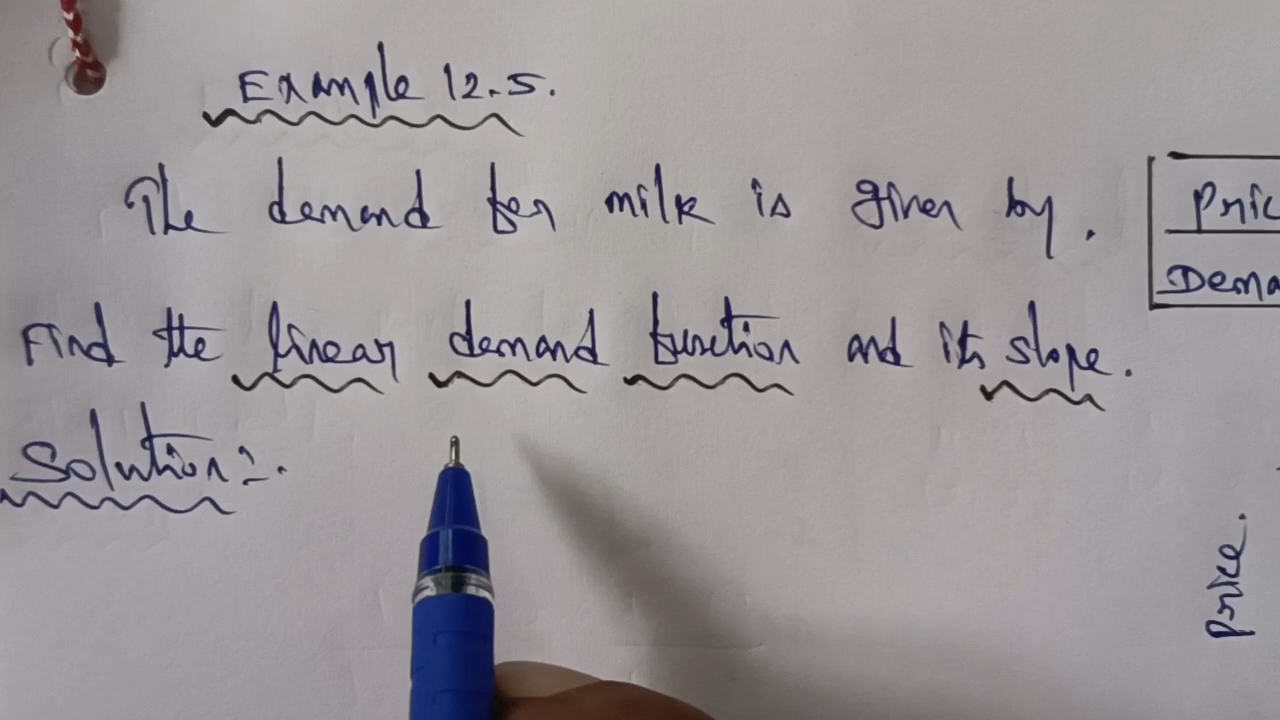 Example 12.5.
The demand for milk is given by.
Pric
Dema
Find the linear demand function and its slope.
Solution:-.
price.